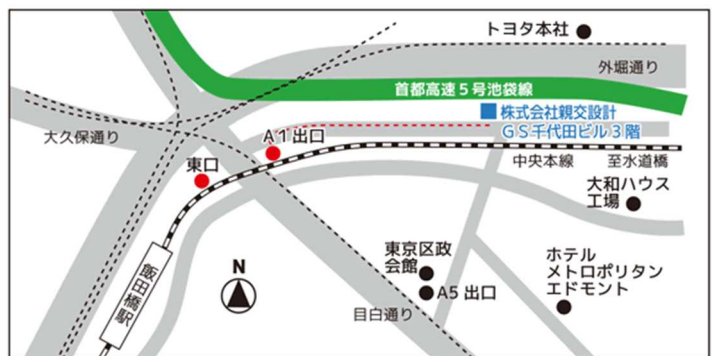 トヨタ本社
外堀通り
首都高速5号池袋線
株式会社親交設計
GS千代田ビル3階
大久保通り
A1出口
東口
中央本線
至水道橋
大和ハウス
工場
東京区政
会館
A5出口
ホテル
メトロポリタン
エドモント
飯田橋駅
N
目白通り